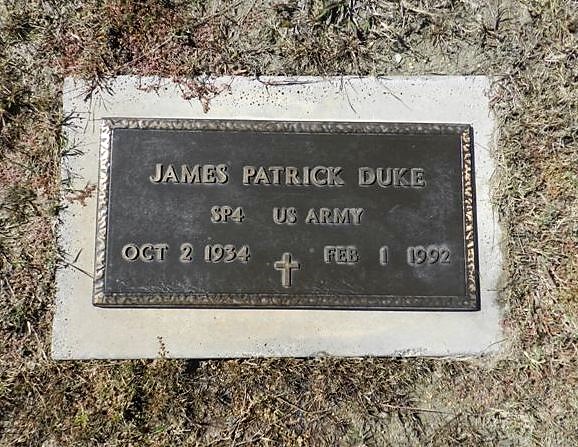 JAMES PATRICK DUKE
SP4 US ARMY
OCT 2 1934 FEB 1 1992